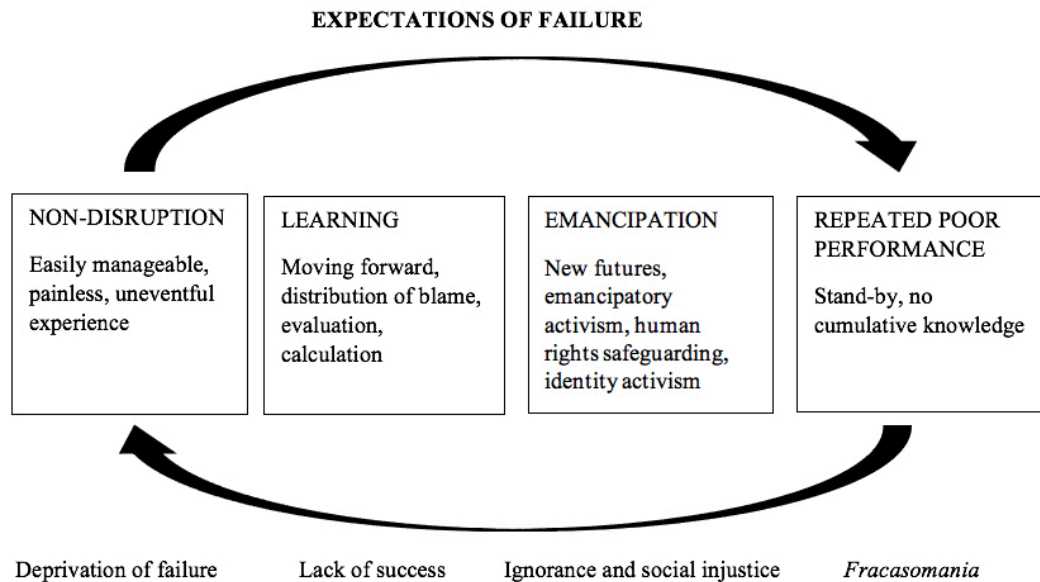 EXPECTATIONS OF FAILURE
NON-DISRUPTION
Easily manageable,
painless, uneventful
experience
LEARNING
Moving forward,
distribution of blame,
evaluation,
calculation
EMANCIPATION
New futures,
emancipatory
activism, human
rights safeguarding,
identity activism
REPEATED POOR
PERFORMANCE
Stand-by, no
cumulative knowledge
Deprivation of failure
Lack of success
Ignorance and social injustice
Fracasomania